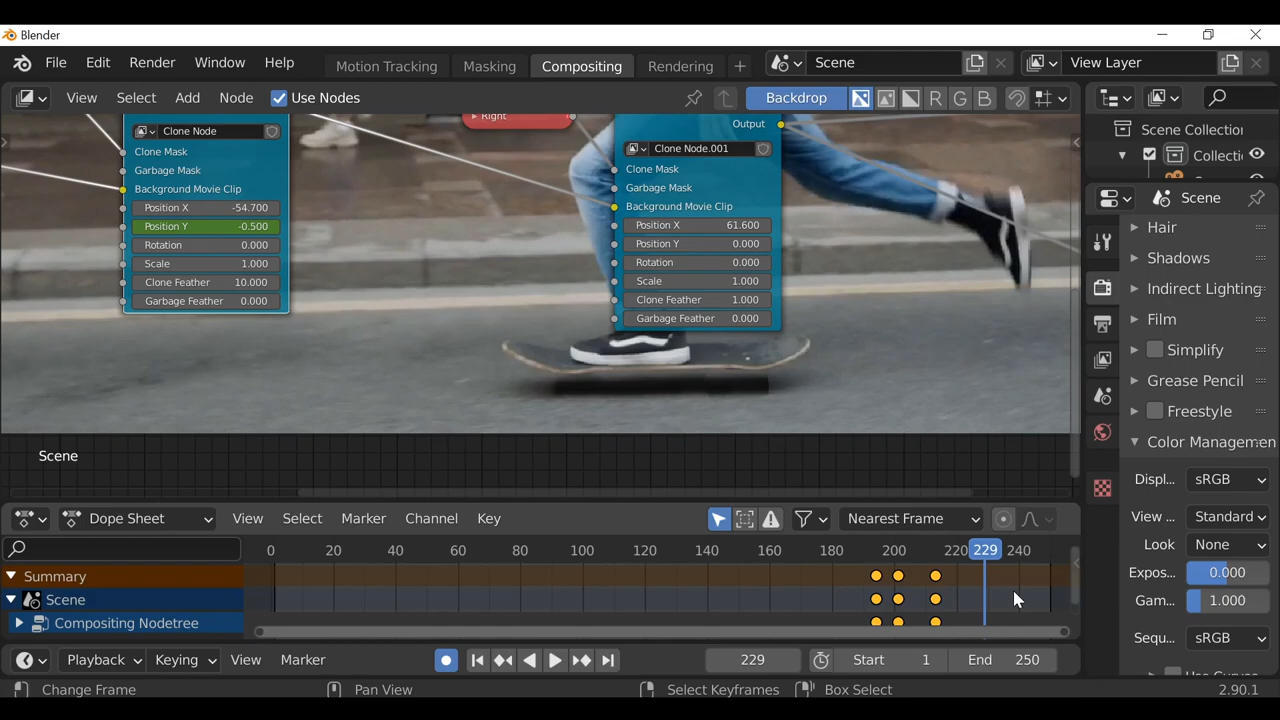 Blender
File Edit Render Window Help Motion Tracking Masking Compositing Rendering + Scene View Layer
View Select Add Node Use Nodes Backdrop R G B
Scene Collection
Collecti
Right
Output
Clone Node
Clone Mask
Garbage Mask
Background Movie Clip
Position X -54.700
Position Y -0.500
Rotation 0.000
Scale 1.000
Clone Feather 10.000
Garbage Feather 0.000
Clone Node.001
Clone Mask
Garbage Mask
Background Movie Clip
Position X 61.600
Position Y 0.000
Rotation 0.000
Scale 1.000
Clone Feather 1.000
Garbage Feather 0.000
Scene
Scene
Hair
Shadows
Indirect Lighting
Film
Simplify
Grease Pencil
Freestyle
Color Managemen
Displ... sRGB
View ... Standard
Look None
Expos... 0.000
Gam... 1.000
Sequ... sRGB
Dope Sheet View Select Marker Channel Key Nearest Frame
0 20 40 60 80 100 120 140 160 180 200 220 229 240
Summary
Scene
Compositing Nodetree
Playback Keying View Marker 229 Start 1 End 250
Change Frame Pan View Select Keyframes Box Select 2.90.1